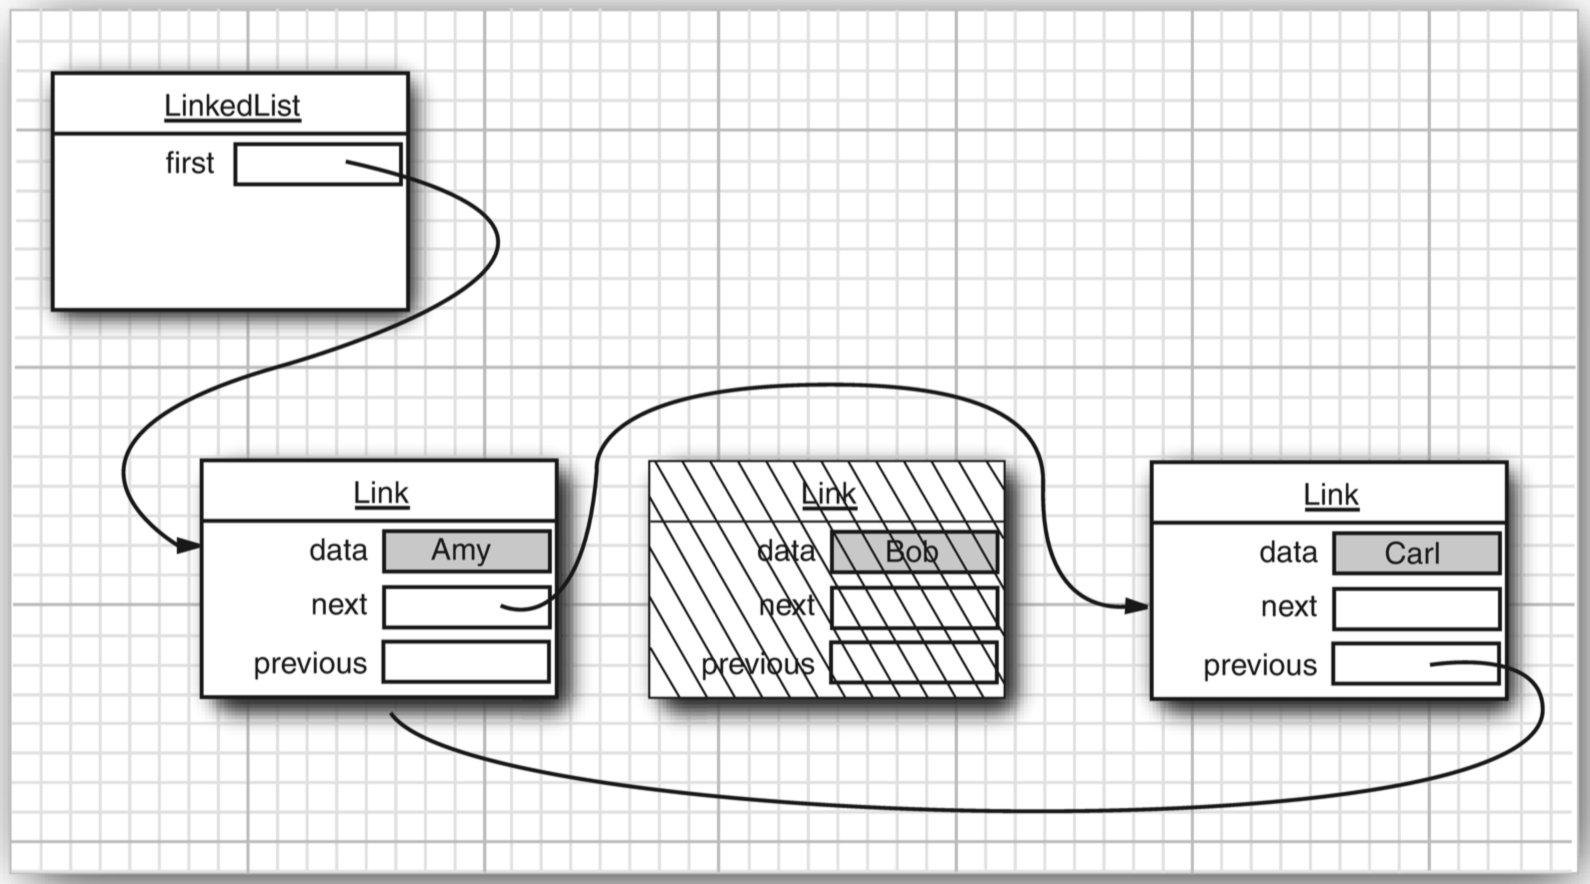 LinkedList
first
Link
data Amy
next
previous
Link
data Bob
next
previous
Link
data Carl
next
previous